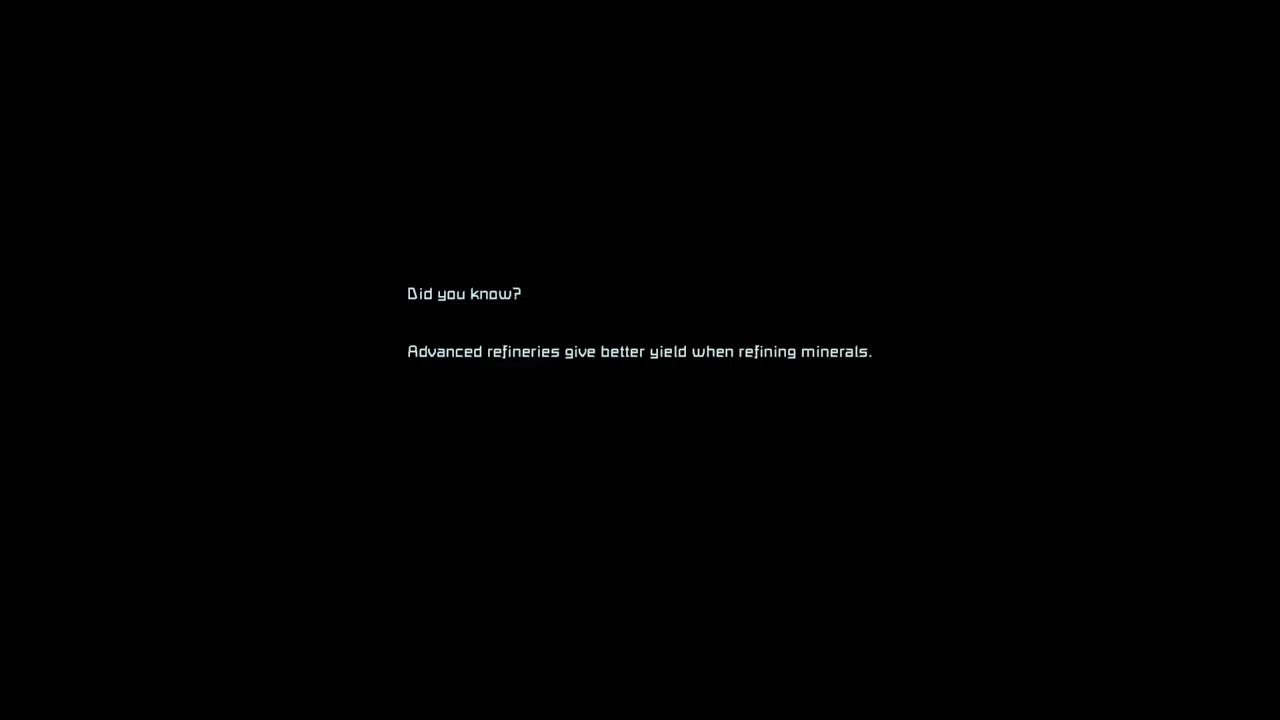 Did you know?
Advanced refineries give better yield when refining minerals.